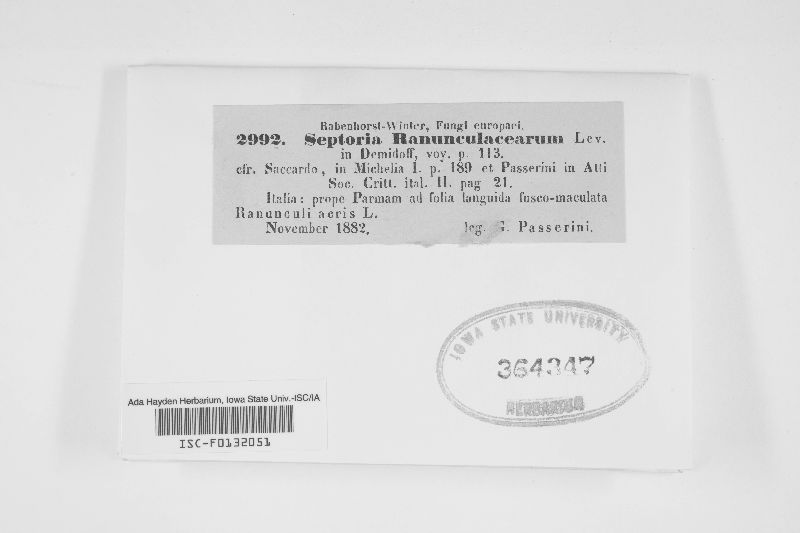 Rabenhorst-Winter, Fungi europaei.
2992. Septoria Ranunculacearum Lev.
in Demidoff, voy. p. 113.
cfr. Saccardo, in Michelia I. p. 189 et Passerini in Atti
Soc. Critt. ital. II. pag 21.
Italia: prope Parmam ad folia languida fusco-maculata
Ranunculi acris L.
November 1882. leg. G. Passerini.
IOWA STATE UNIVERSITY
364347
HERBARIUM
Ada Hayden Herbarium, Iowa State Univ.-ISC/IA
ISC-F0132051